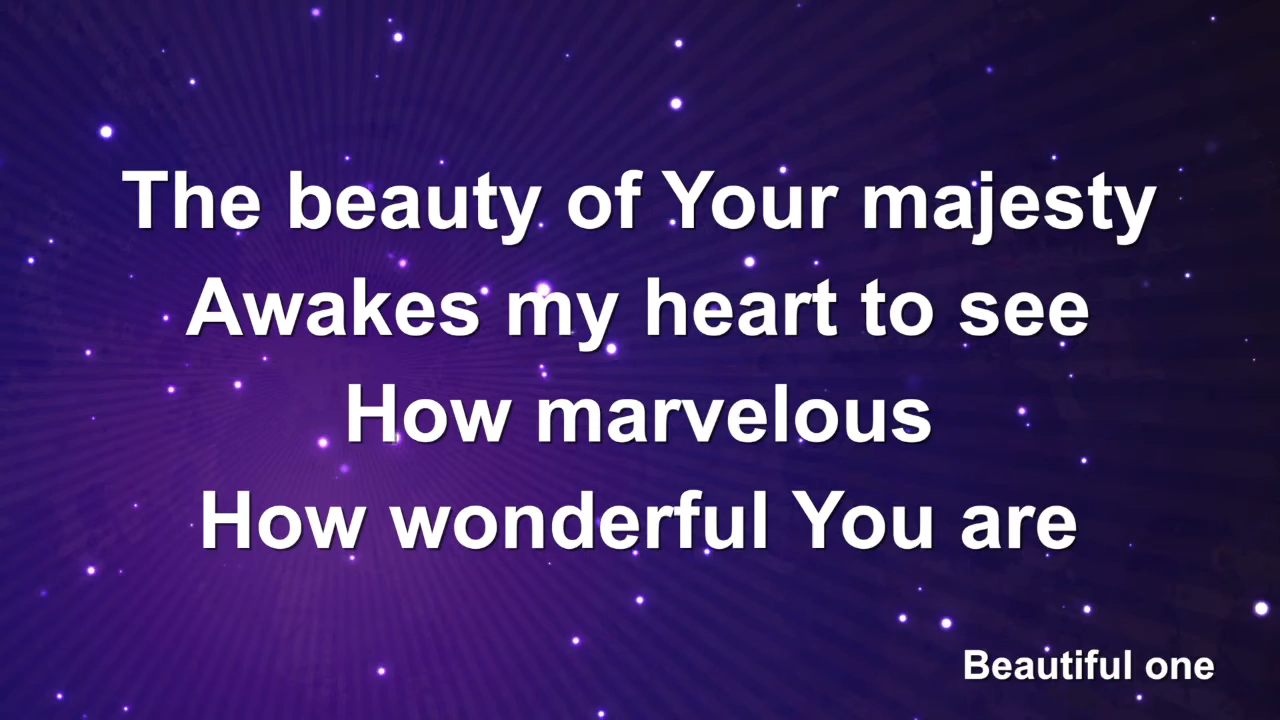 The beauty of Your majesty
Awakes my heart to see
How marvelous
How wonderful You are
Beautiful one